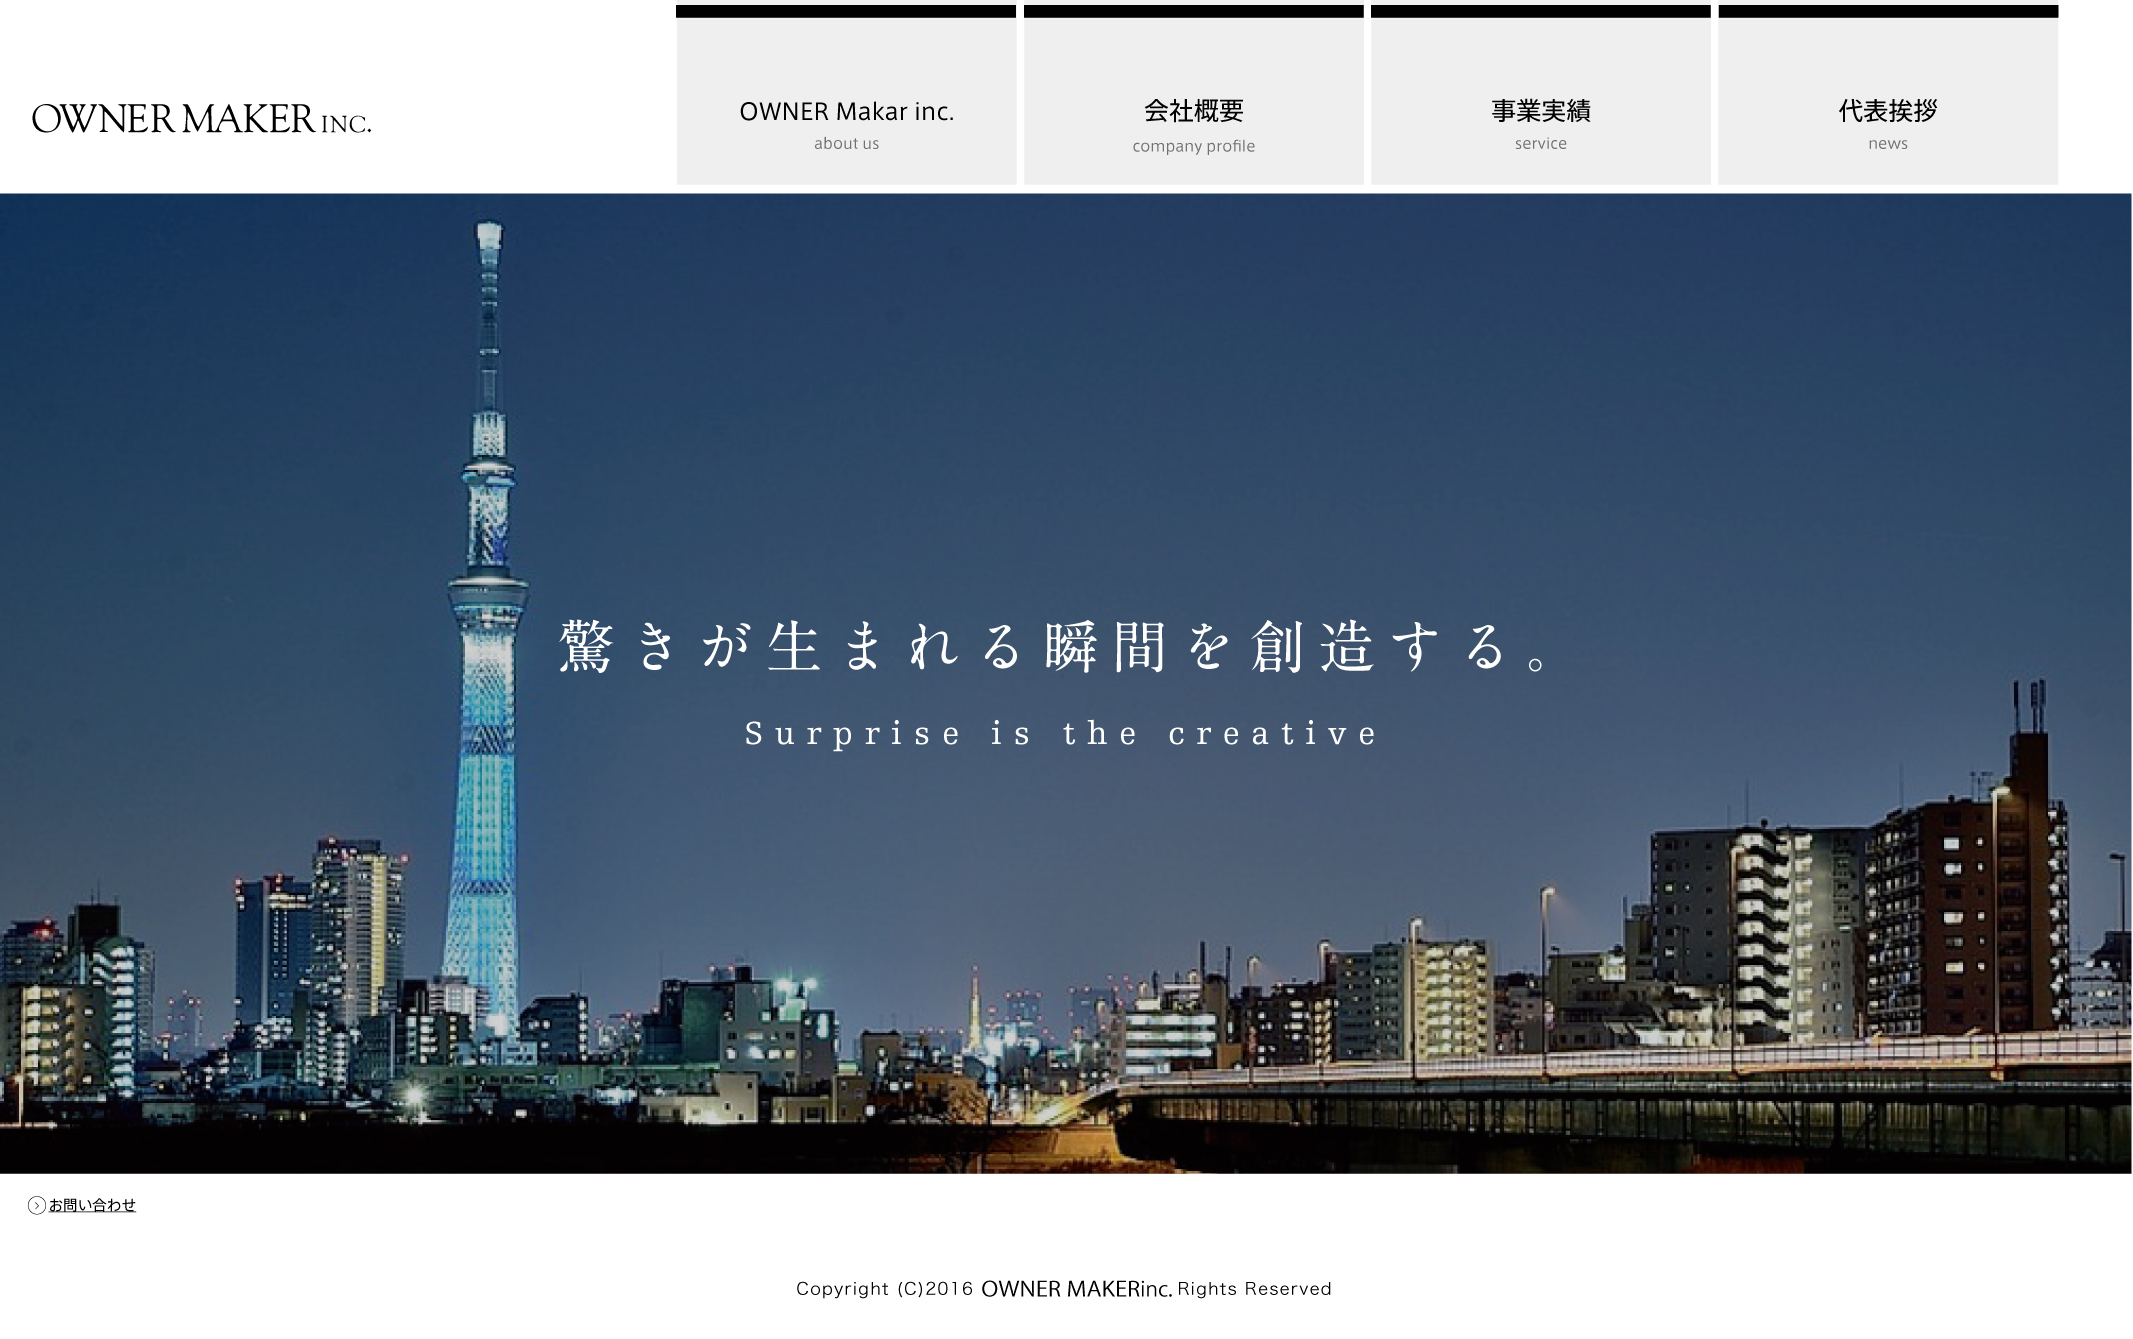 OWNER MAKER INC.
OWNER Makar inc.
about us
会社概要
company profile
事業実績
service
代表挨拶
news
驚きが生まれる瞬間を創造する。
Surprise is the creative
お問い合わせ
Copyright (C)2016 OWNER MAKERinc. Rights Reserved